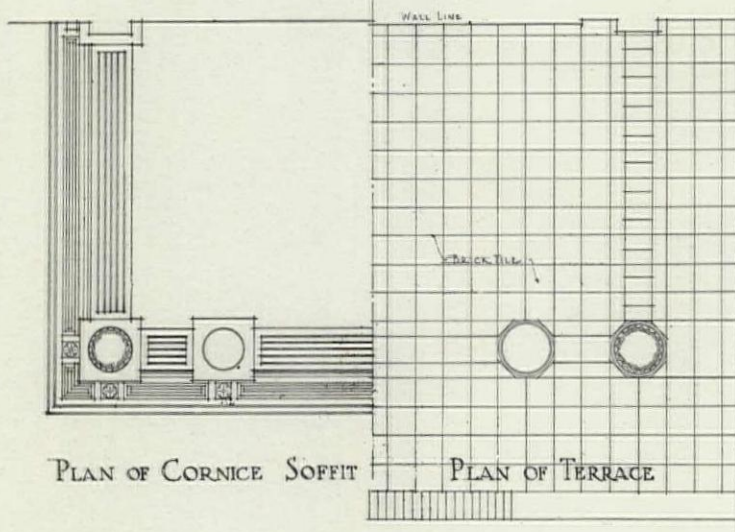 WALL LINE
BRICK TILE
PLAN OF CORNICE SOFFIT
PLAN OF TERRACE